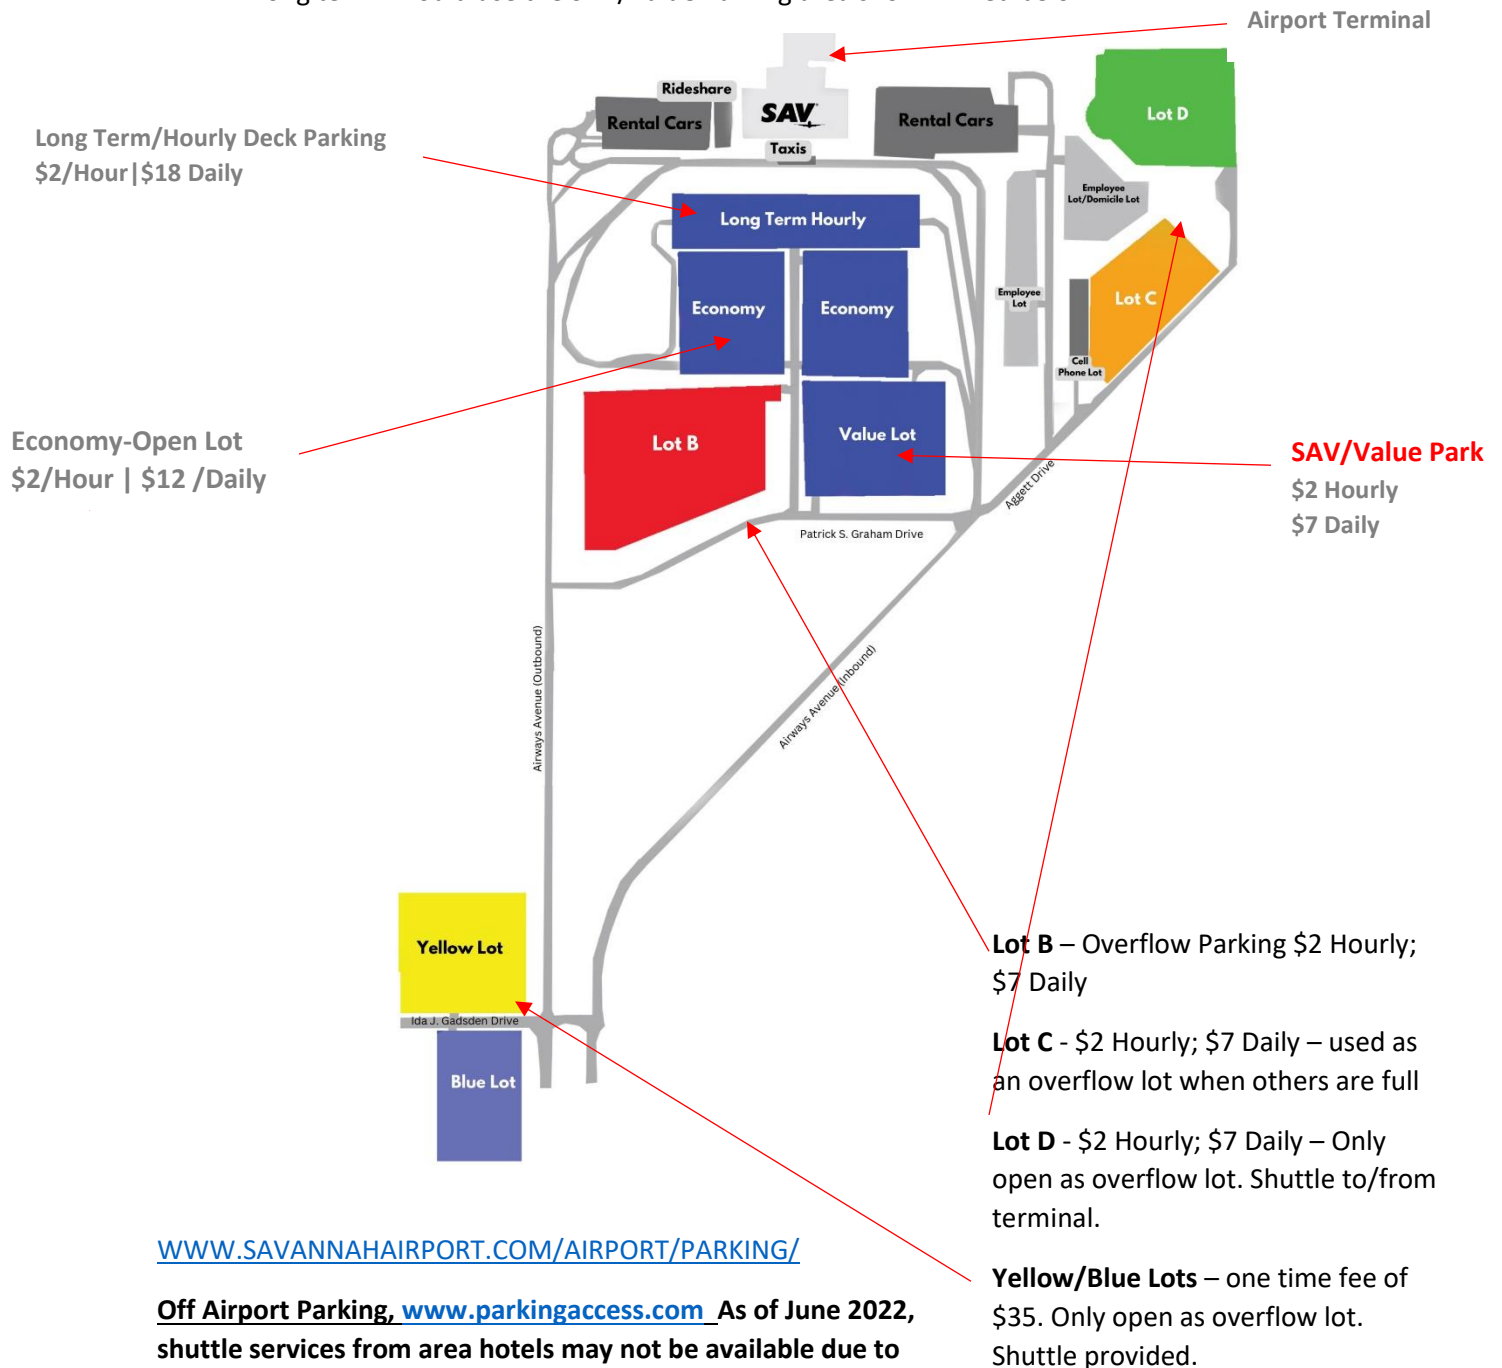 Airport Terminal
Rideshare
Rental Cars
SAV
Rental Cars
Lot D
Taxis
Long Term/Hourly Deck Parking
$2/Hour|$18 Daily
Employee
Lot/Domicile Lot
Long Term Hourly
Economy
Economy
Employee
Lot
Lot C
Cell
Phone Lot
Economy-Open Lot
$2/Hour | $12 /Daily
Lot B
Value Lot
SAV/Value Park
$2 Hourly
$7 Daily
Aggett Drive
Patrick S. Graham Drive
Airways Avenue (Outbound)
Airways Avenue (Inbound)
Yellow Lot
Ida J. Gadsden Drive
Blue Lot
Lot B – Overflow Parking $2 Hourly;
$7 Daily
Lot C - $2 Hourly; $7 Daily – used as
an overflow lot when others are full
Lot D - $2 Hourly; $7 Daily – Only
open as overflow lot. Shuttle to/from
terminal.
Yellow/Blue Lots – one time fee of
$35. Only open as overflow lot.
Shuttle provided.
WWW.SAVANNAHAIRPORT.COM/AIRPORT/PARKING/
Off Airport Parking, www.parkingaccess.com As of June 2022,
shuttle services from area hotels may not be available due to